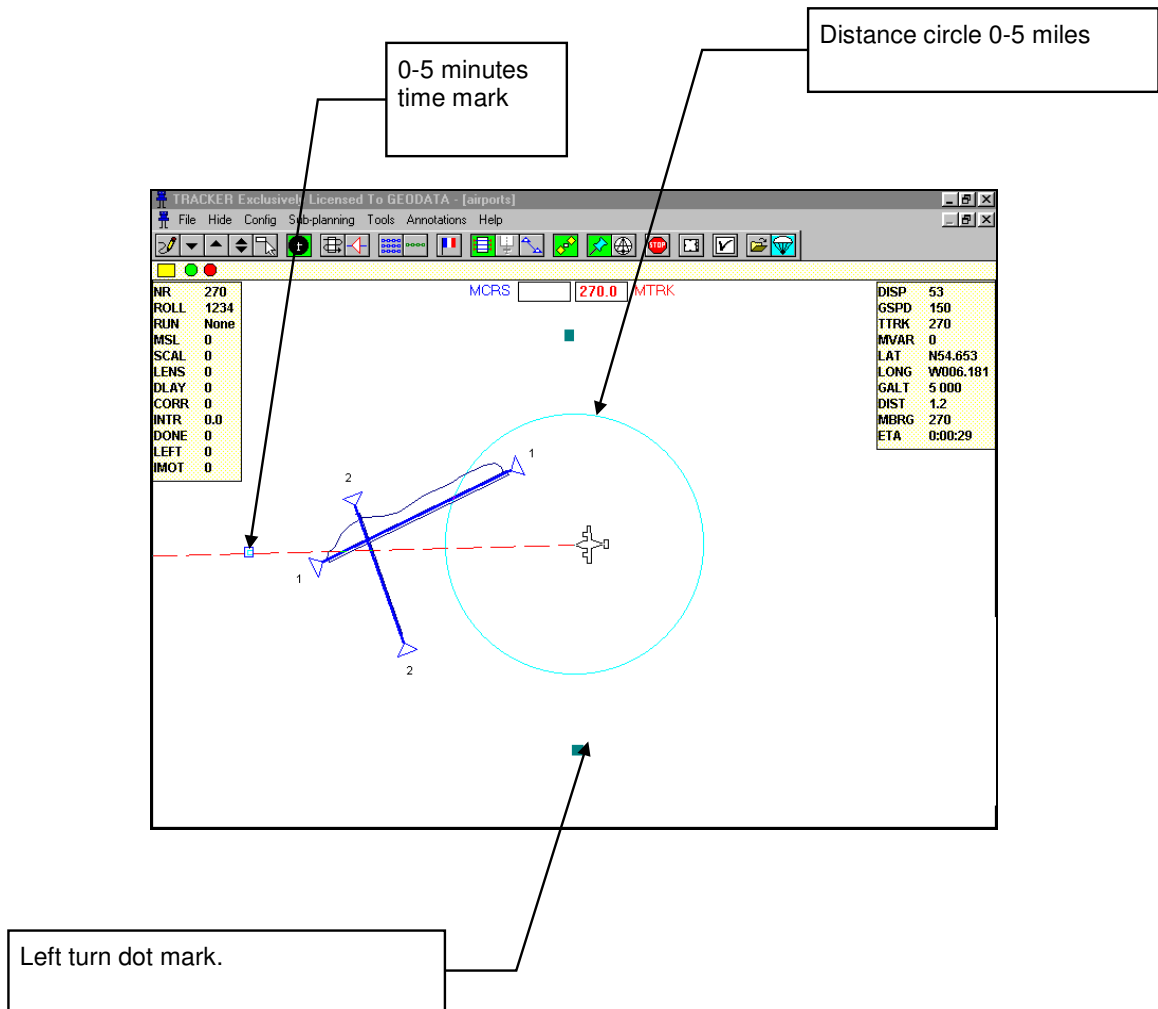 Distance circle 0-5 miles
0-5 minutes
time mark
TRACKER Exclusively Licensed To GEODATA - [airports]
File Hide Config Sub-planning Tools Annotations Help
t
STOP
NR 270
ROLL 1234
RUN None
MSL 0
SCAL 0
LENS 0
DLAY 0
CORR 0
INTR 0.0
DONE 0
LEFT 0
IMOT 0
MCRS 270.0 MTRK
DISP 53
GSPD 150
TTRK 270
MVAR 0
LAT N54.653
LONG W006.181
GALT 5 000
DIST 1.2
MBRG 270
ETA 0:00:29
1
2
1
2
Left turn dot mark.